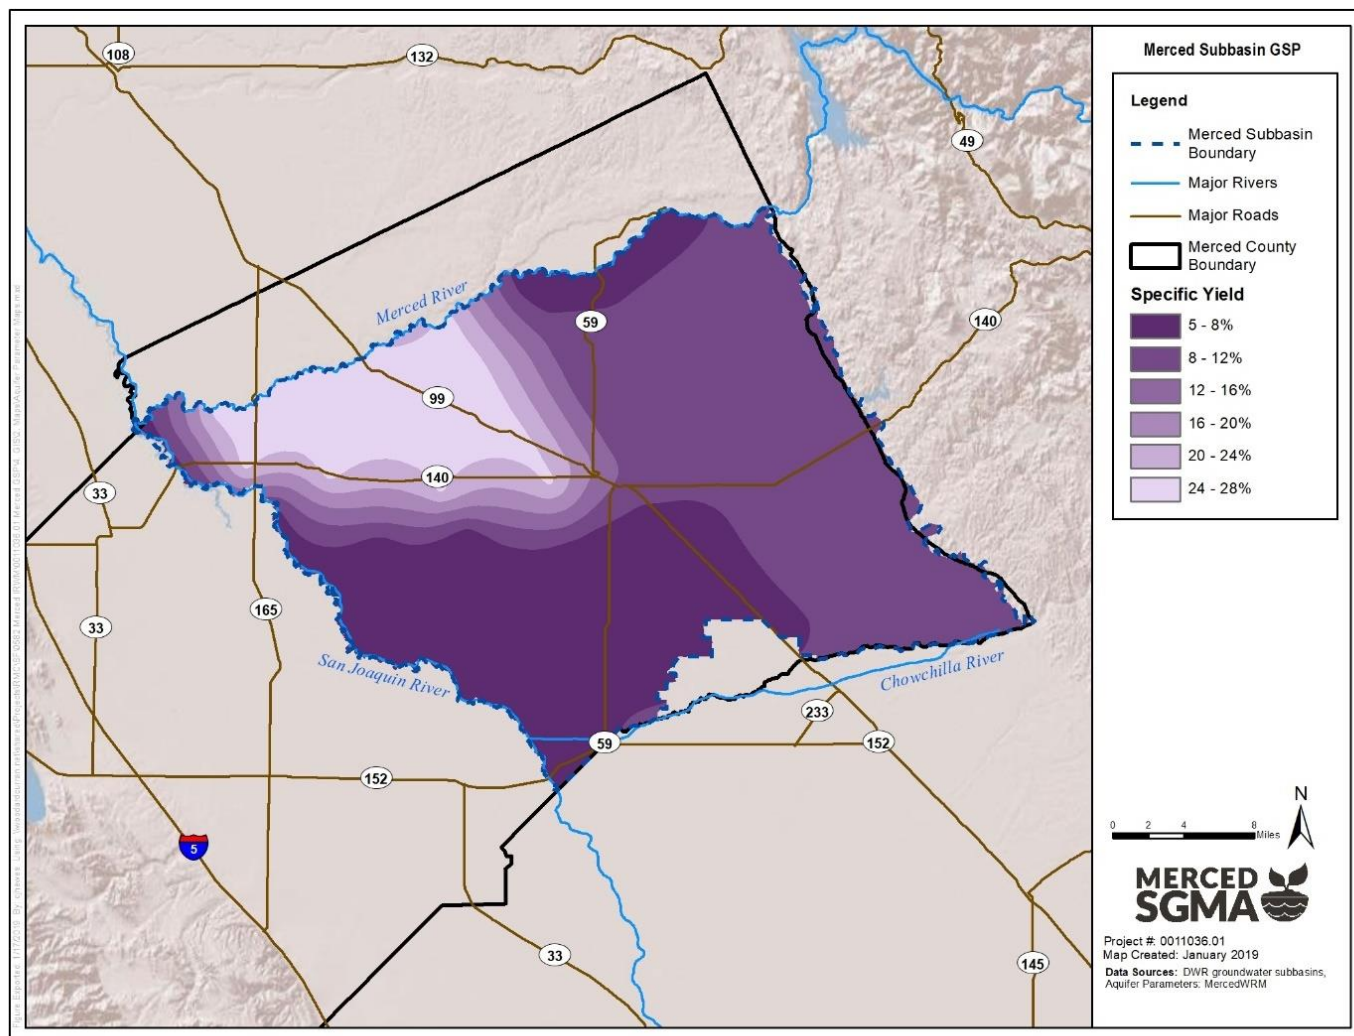 108
132
49
Merced River
59
140
99
140
33
33
165
San Joaquin River
Chowchilla River
233
59
152
152
5
33
145
Merced Subbasin GSP
Legend
Merced Subbasin
Boundary
Major Rivers
Major Roads
Merced County
Boundary
Specific Yield
5 - 8%
8 - 12%
12 - 16%
16 - 20%
20 - 24%
24 - 28%
N
0 2 4 8
Miles
MERCED
SGMA
Project #: 0011036.01
Map Created: January 2019
Data Sources: DWR groundwater subbasins,
Aquifer Parameters: MercedWRM